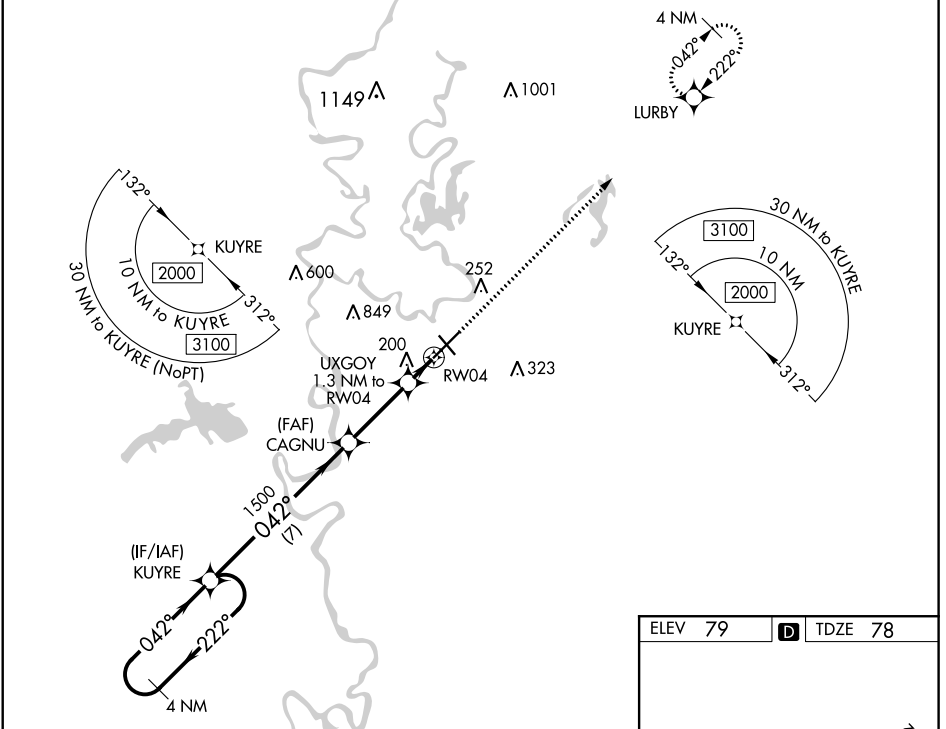 4 NM
042°
222°
LURBY
1149
1001
132°
KUYRE
2000
10 NM to KUYRE
312°
3100
30 NM to KUYRE (NoPT)
600
849
252
200
323
UXGOY
1.3 NM to
RW04
RW04
30 NM to KUYRE
3100
132°
10 NM
2000
KUYRE
312°
(FAF)
CAGNU
1500
042°
(7)
(IF/IAF)
KUYRE
042°
222°
4 NM
ELEV 79
D
TDZE 78